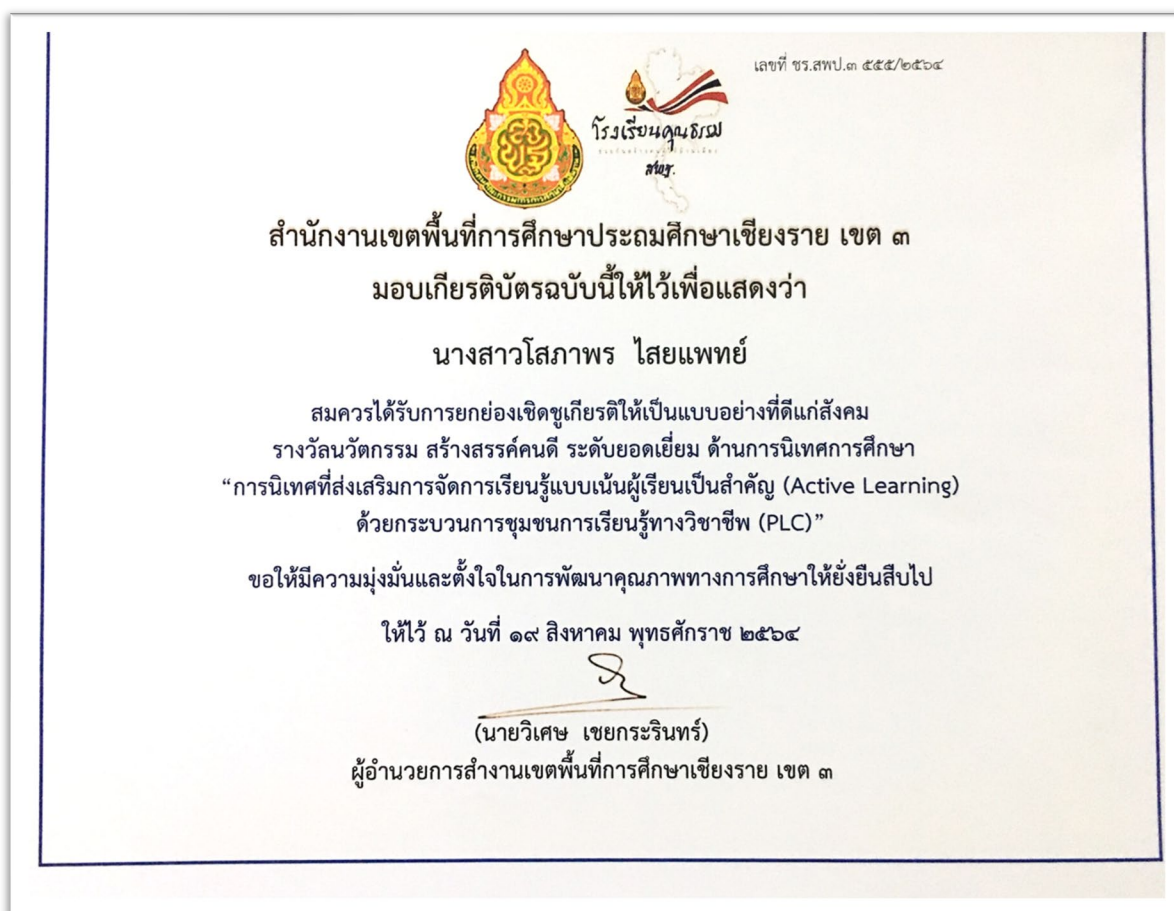 เลขที่ ชร.สพป.๓ ๕๕๕/๒๕๖๔
โรงเรียนคุณธรรม
สพฐ.
สำนักงานเขตพื้นที่การศึกษาประถมศึกษาเชียงราย เขต ๓
มอบเกียรติบัตรฉบับนี้ให้ไว้เพื่อแสดงว่า
นางสาวโสภาพร ไสยแพทย์
สมควรได้รับการยกย่องเชิดชูเกียรติให้เป็นแบบอย่างที่ดีแก่สังคม
รางวัลนวัตกรรม สร้างสรรค์คนดี ระดับยอดเยี่ยม ด้านการนิเทศการศึกษา
“การนิเทศที่ส่งเสริมการจัดการเรียนรู้แบบเน้นผู้เรียนเป็นสำคัญ (Active Learning)
ด้วยกระบวนการชุมชนการเรียนรู้ทางวิชาชีพ (PLC)”
ขอให้มีความมุ่งมั่นและตั้งใจในการพัฒนาคุณภาพทางการศึกษาให้ยั่งยืนสืบไป
ให้ไว้ ณ วันที่ ๑๙ สิงหาคม พุทธศักราช ๒๕๖๔
(นายวิเศษ เชยกระรินทร์)
ผู้อำนวยการสำงานเขตพื้นที่การศึกษาเชียงราย เขต ๓